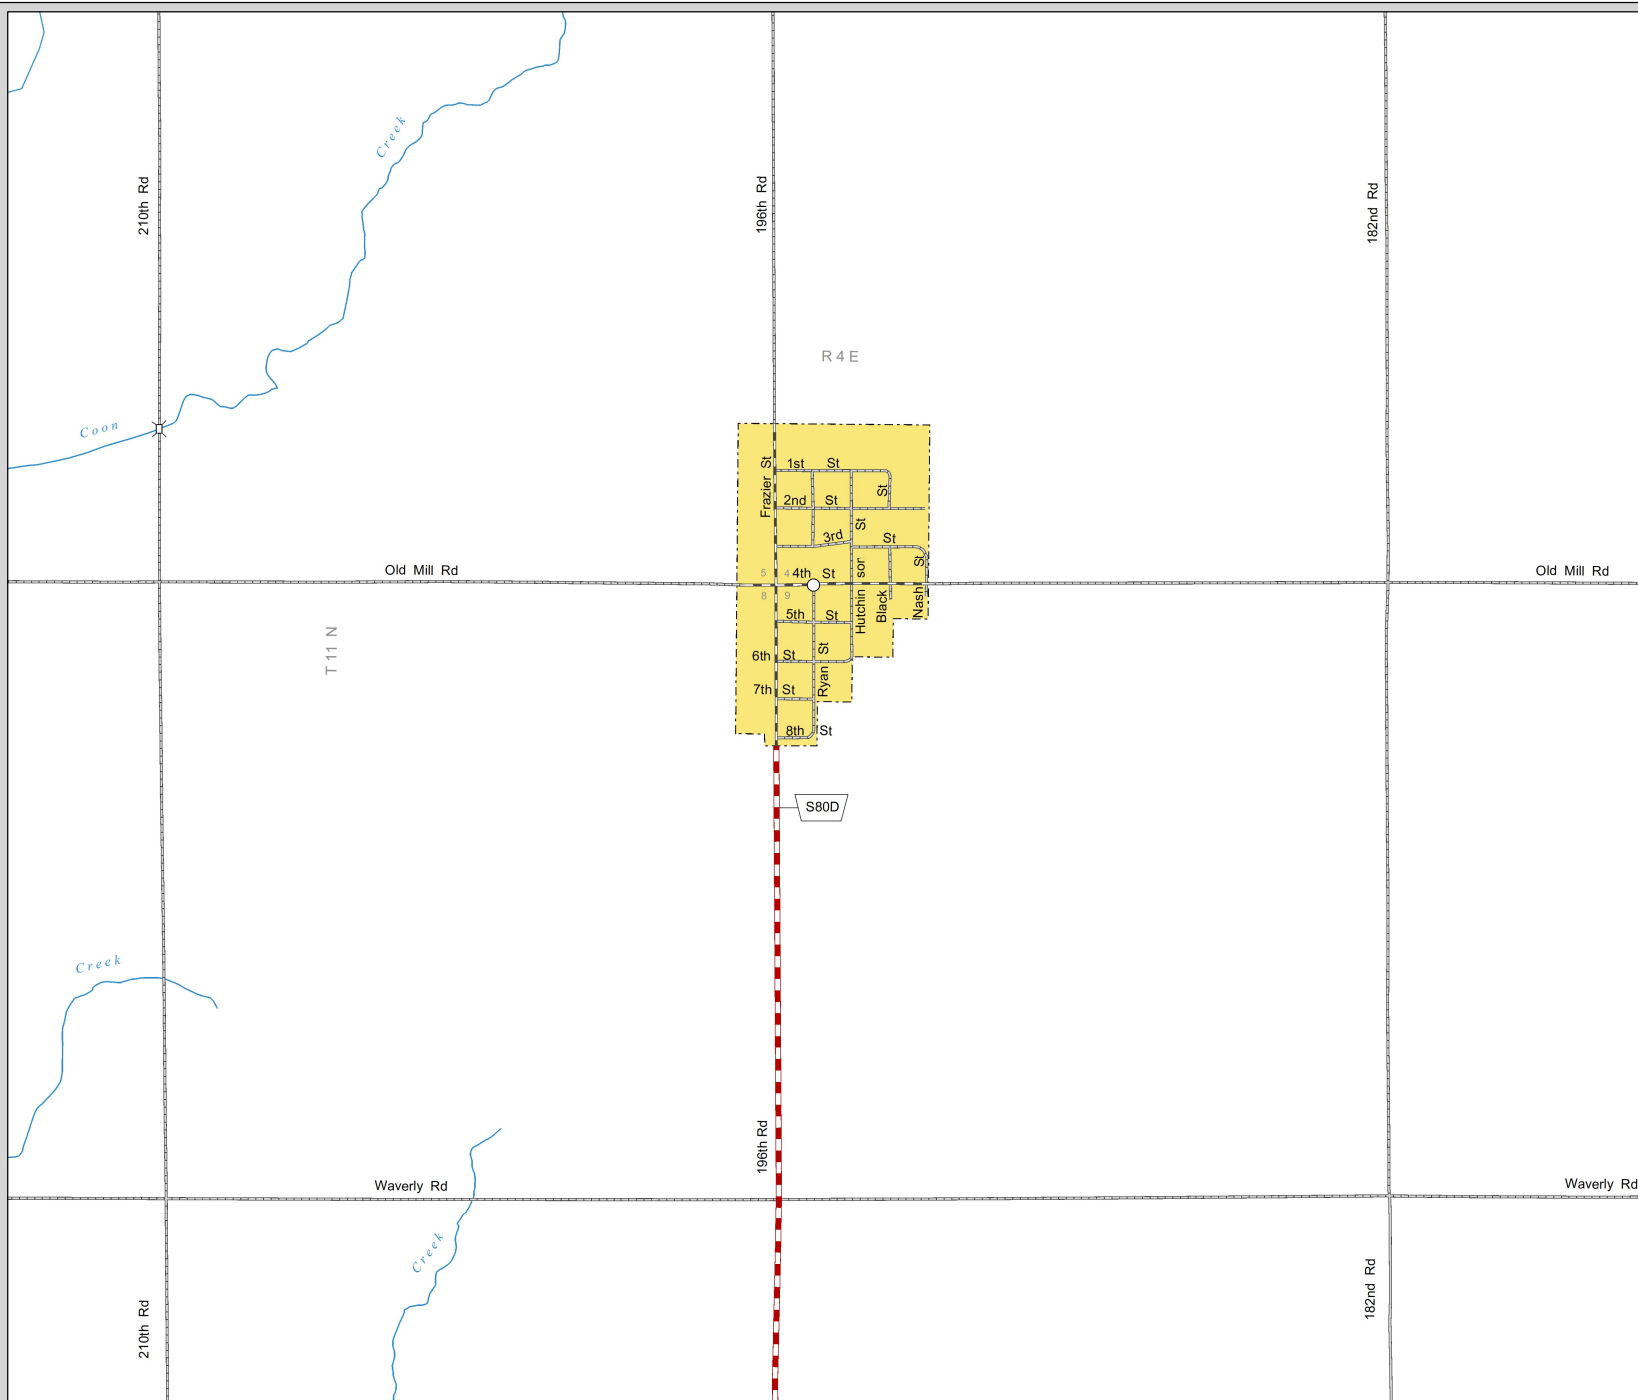 Creek
210th Rd
196th Rd
182nd Rd
R 4 E
Coon
Frazier St
1st St
St
2nd St
St
3rd St
St
Old Mill Rd
5 4
4th St
Old Mill Rd
8 9
Hutchin sor
Black
Nash
5th St
T 11 N
6th St
Ryan St
7th St
8th St
S80D
Creek
196th Rd
Waverly Rd
Waverly Rd
Creek
182nd Rd
210th Rd